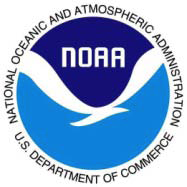 NATIONAL OCEANIC AND ATMOSPHERIC ADMINISTRATION
NOAA
U.S. DEPARTMENT OF COMMERCE